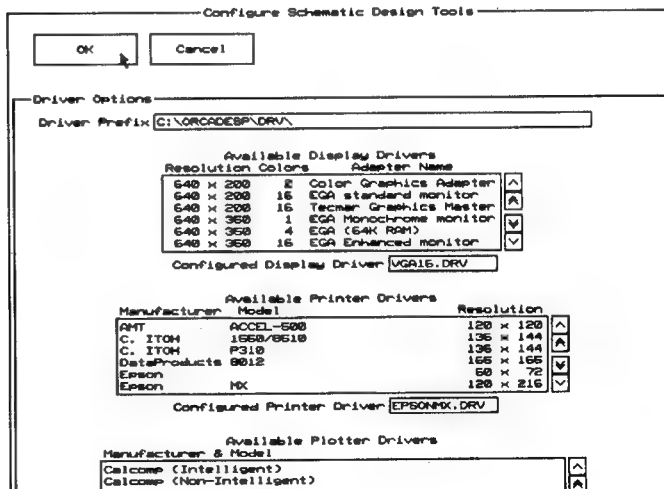 Configure Schematic Design Tools
OK Cancel
Driver Options
Driver Prefix C:\ORCADESP\DRV\
Available Display Drivers
Resolution Colors Adapter Name
640 x 200 2 Color Graphics Adapter
640 x 200 16 EGA standard monitor
640 x 200 16 Tecmar Graphics Master
640 x 350 1 EGA Monochrome monitor
640 x 350 4 EGA (64K RAM)
640 x 350 16 EGA Enhanced monitor
Configured Display Driver VGA16.DRV
Available Printer Drivers
Manufacturer Model Resolution
AMT ACCEL-500 120 x 120
C. ITOH 1550/8510 136 x 144
C. ITOH P310 136 x 144
DataProducts 8012 165 x 165
Epson 60 x 72
Epson MX 120 x 216
Configured Printer Driver EPSONMX.DRV
Available Plotter Drivers
Manufacturer & Model
Calcomp (Intelligent)
Calcomp (Non-Intelligent)